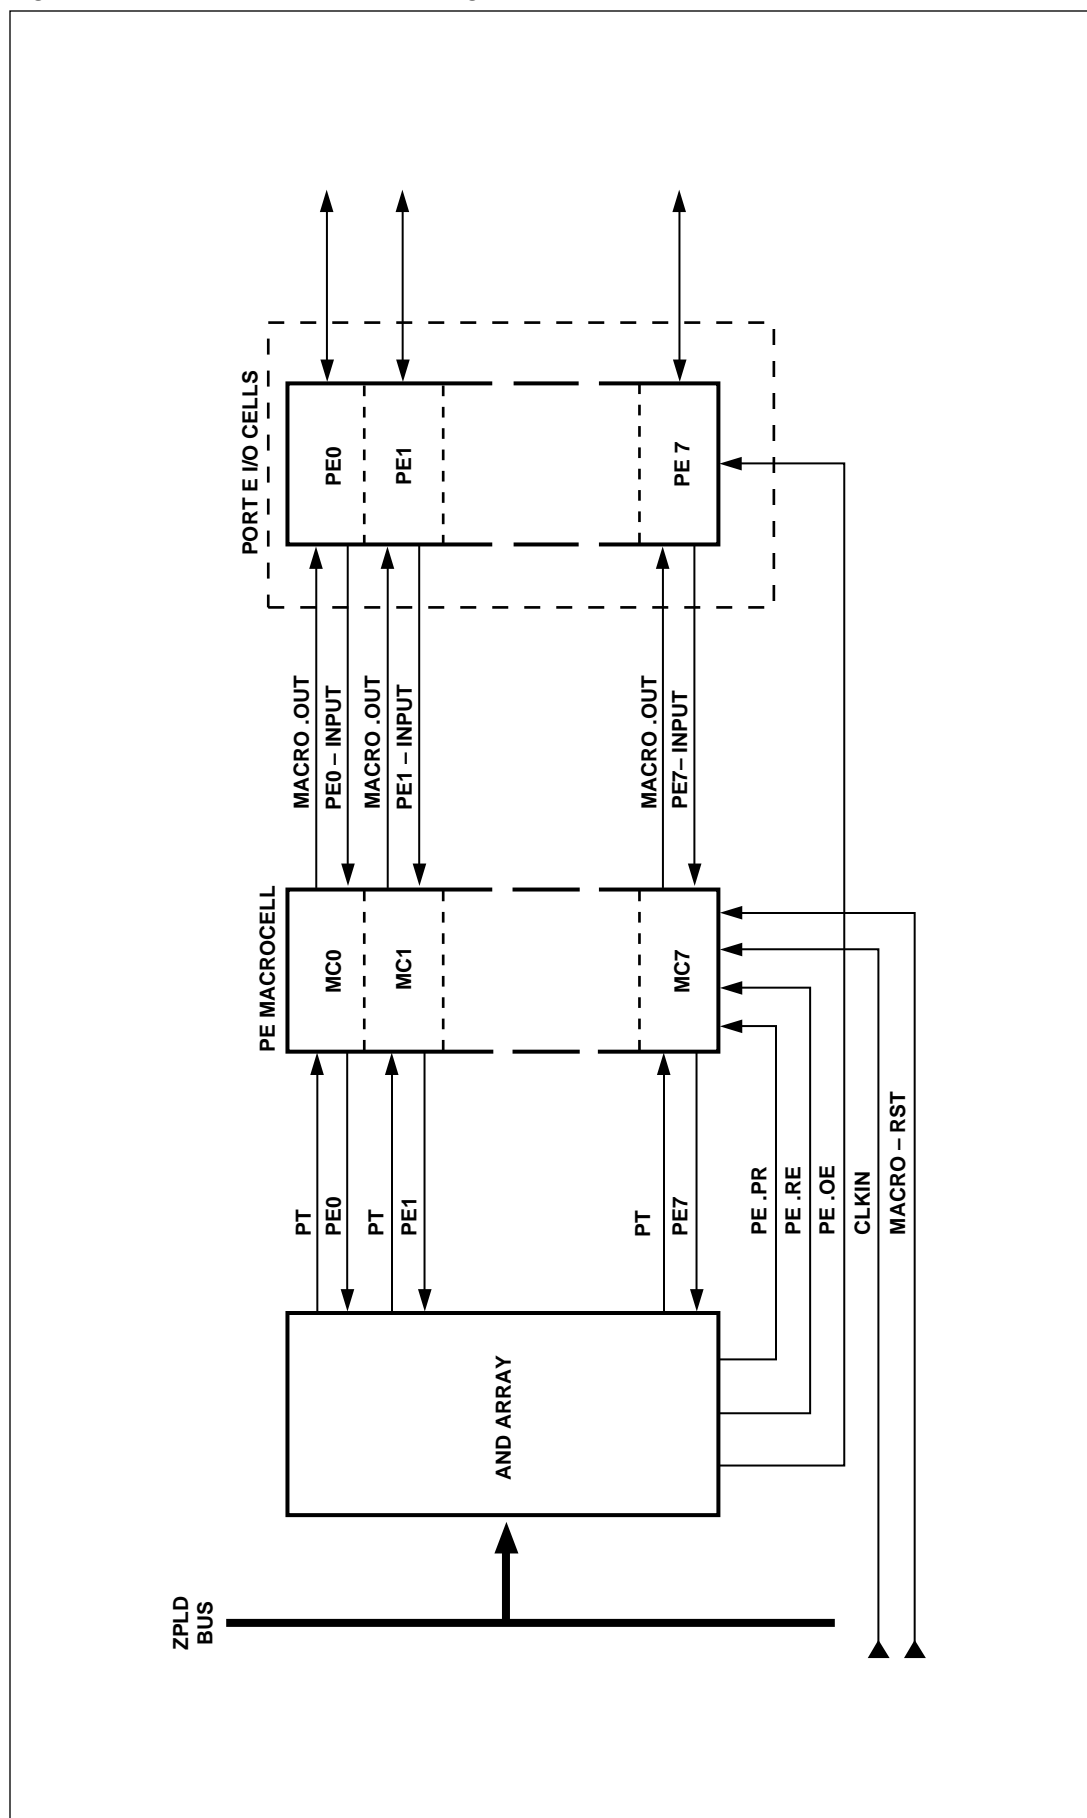 ZPLD
BUS
AND ARRAY
PT
PE0
PT
PE1
PT
PE7
PE .PR
PE .RE
PE .OE
CLKIN
MACRO – RST
PE MACROCELL
MC0
MC1
MC7
MACRO .OUT
PE0 – INPUT
MACRO .OUT
PE1 – INPUT
MACRO .OUT
PE7– INPUT
PORT E I/O CELLS
PE0
PE1
PE 7